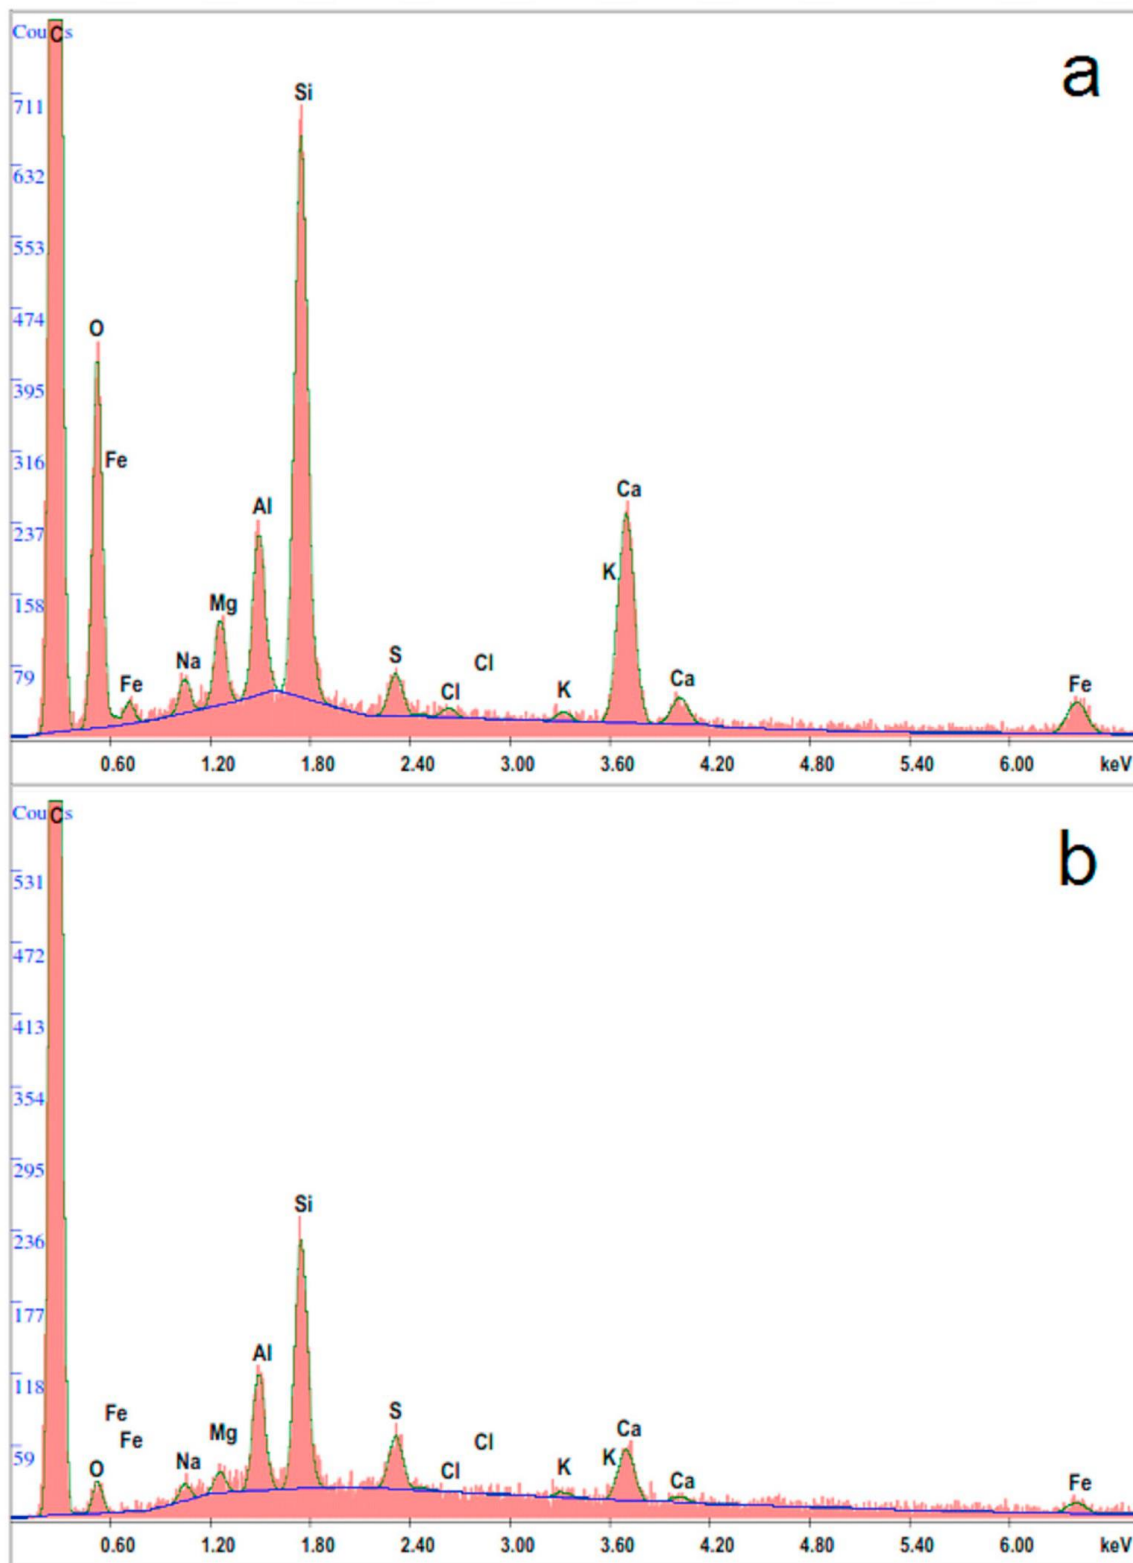 Counts
C
a
Si
711
632
553
474
O
395
Fe
316
Al
Ca
237
K
158
Mg
S
Cl
79
Na
Fe
Cl
K
Ca
Fe
0.60 1.20 1.80 2.40 3.00 3.60 4.20 4.80 5.40 6.00 keV
C
b
531
472
413
354
295
Si
236
177
Al
118
Fe
Fe
Mg
S
Cl
Ca
59
O
Na
Cl
K
K
Ca
Fe
0.60 1.20 1.80 2.40 3.00 3.60 4.20 4.80 5.40 6.00 keV